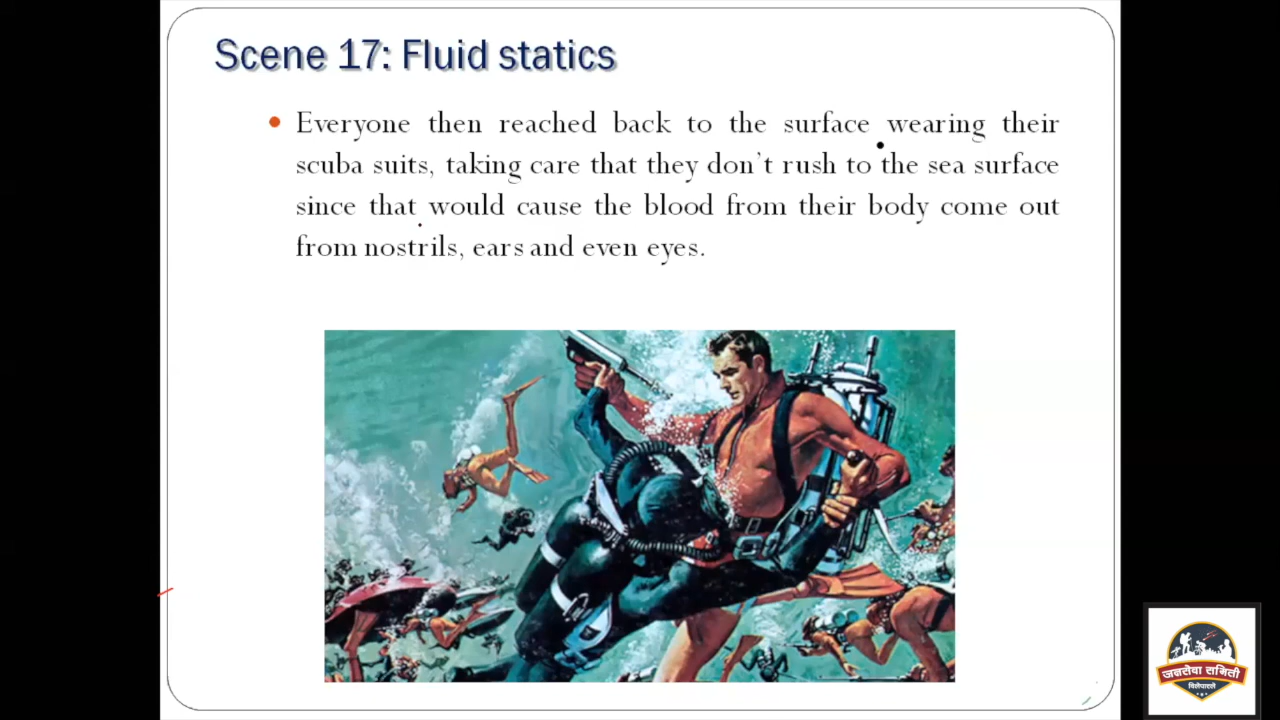 Scene 17: Fluid statics
Everyone then reached back to the surface wearing their
scuba suits, taking care that they don't rush to the sea surface
since that would cause the blood from their body come out
from nostrils, ears and even eyes.
जनसेवा समिती
विलेपारले